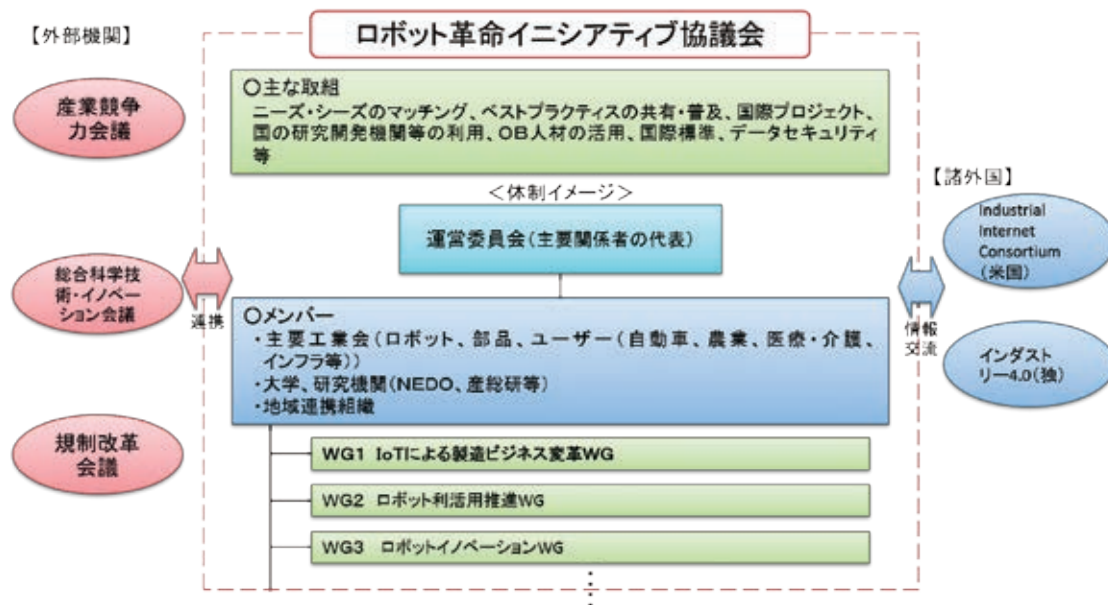 ロボット革命イニシアティブ協議会
【外部機関】
産業競争
力会議
総合科学技
術・イノベー
ション会議
規制改革
会議
連携
○主な取組
ニーズ・シーズのマッチング、ベストプラクティスの共有・普及、国際プロジェクト、
国の研究開発機関等の利用、OB人材の活用、国際標準、データセキュリティ
等
＜体制イメージ＞
運営委員会（主要関係者の代表）
○メンバー
・主要工業会（ロボット、部品、ユーザー（自動車、農業、医療・介護、
インフラ等））
・大学、研究機関（NEDO、産総研等）
・地域連携組織
WG1 IoTによる製造ビジネス変革WG
WG2 ロボット利活用推進WG
WG3 ロボットイノベーションWG
【諸外国】
Industrial
Internet
Consortium
（米国）
情報
交流
インダスト
リー4.0（独）